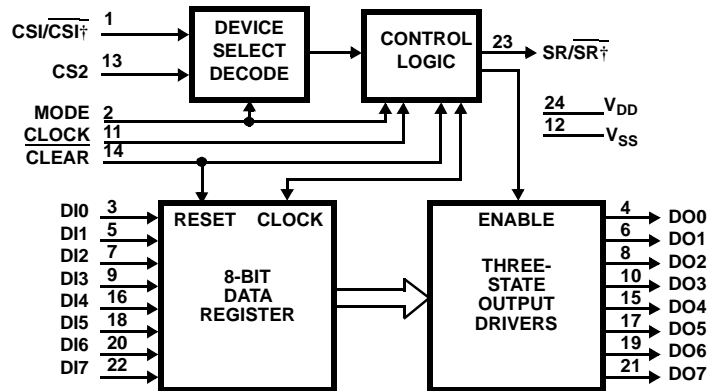 CSI/CSI† 1
CS2 13
DEVICE
SELECT
DECODE
CONTROL
LOGIC
23 SR/SR†
MODE 2
CLOCK 11
CLEAR 14
24 VDD
12 VSS
DI0 3
DI1 5
DI2 7
DI3 9
DI4 16
DI5 18
DI6 20
DI7 22
RESET CLOCK
8-BIT
DATA
REGISTER
ENABLE
THREE-
STATE
OUTPUT
DRIVERS
4 DO0
6 DO1
8 DO2
10 DO3
15 DO4
17 DO5
19 DO6
21 DO7